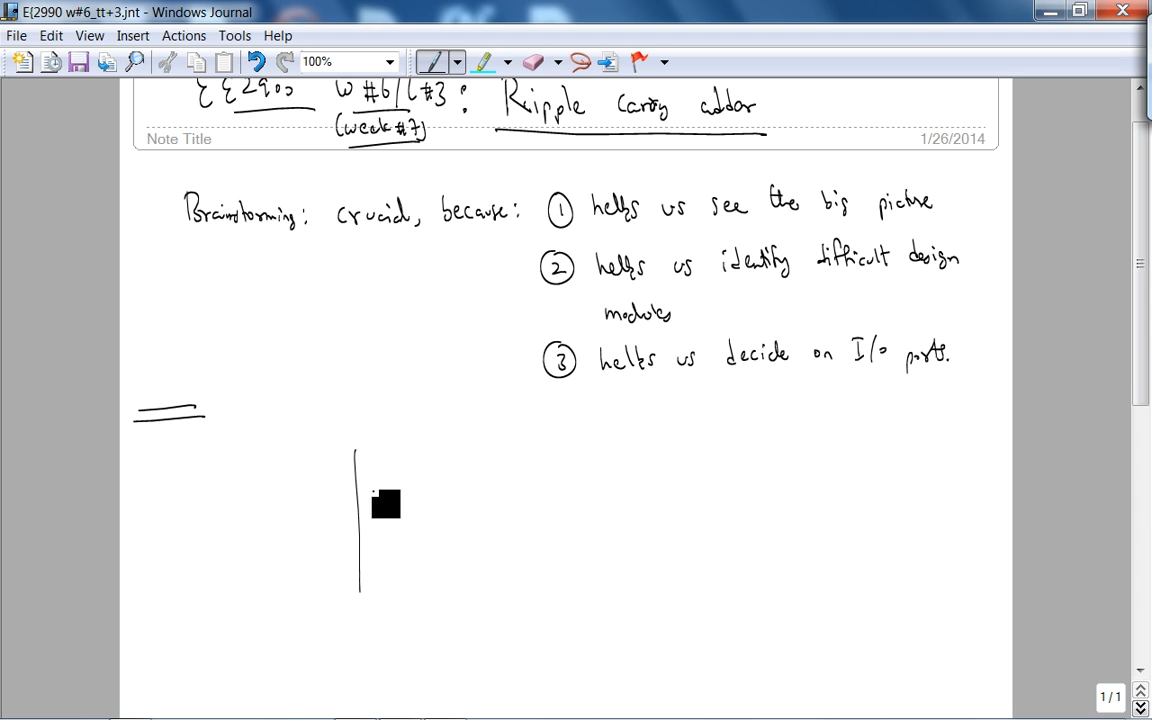 E{2990 w#6_tt+3.jnt - Windows Journal
File Edit View Insert Actions Tools Help
100%
w #6/L#3: Ripple carry adder
(week #7)
Note Title
1/26/2014
Brainstorming: crucial, because: ① helps us see the big picture
② helps us identify difficult design
modules
③ helps us decide on I/O ports.
1 / 1